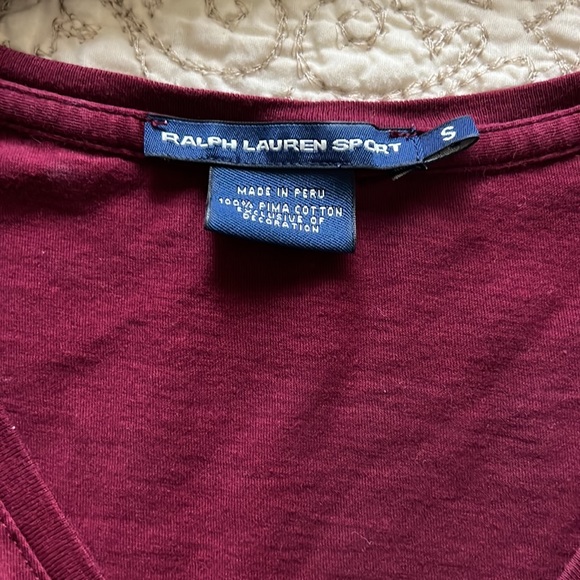 RALPH LAUREN SPORT
S
MADE IN PERU
100% PIMA COTTON
EXCLUSIVE OF
DECORATION